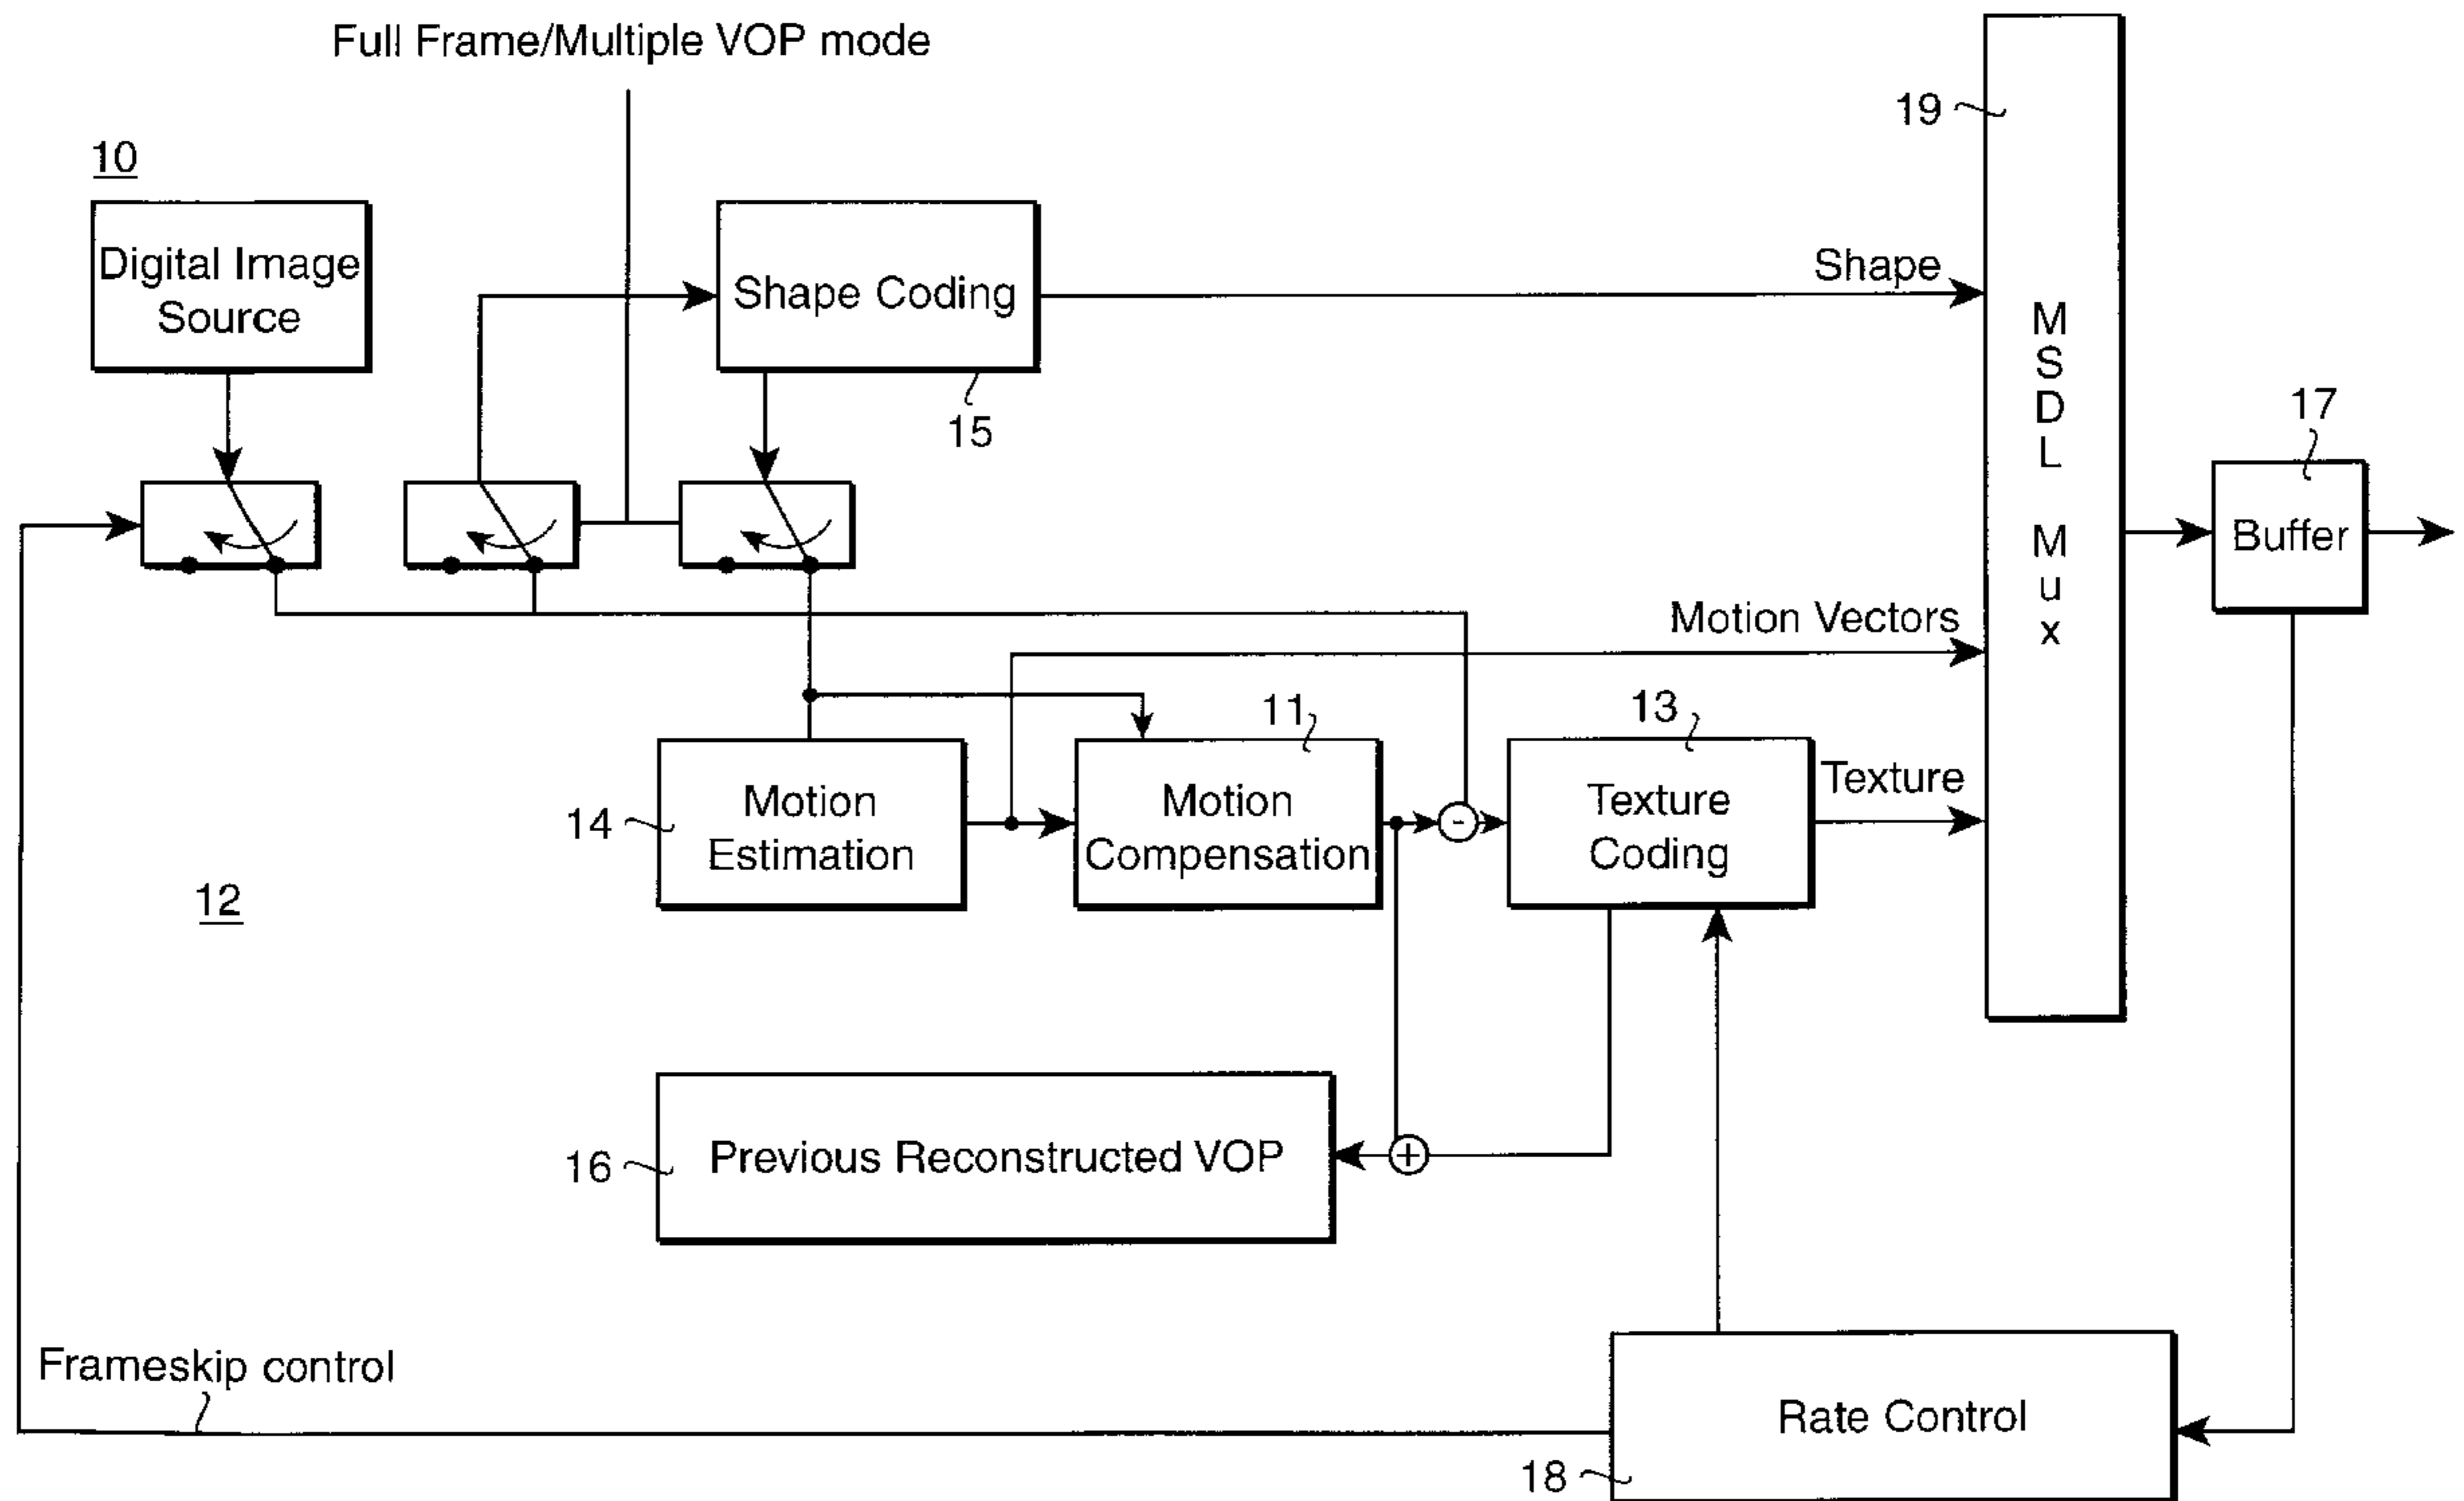 Full Frame/Multiple VOP mode
19
10
Digital Image
Source
Shape Coding
Shape
15
M
S
D
L
M
u
x
17
Buffer
Motion Vectors
11
13
14
Motion
Estimation
Motion
Compensation
-
Texture
Coding
Texture
12
16
Previous Reconstructed VOP
+
Frameskip control
Rate Control
18